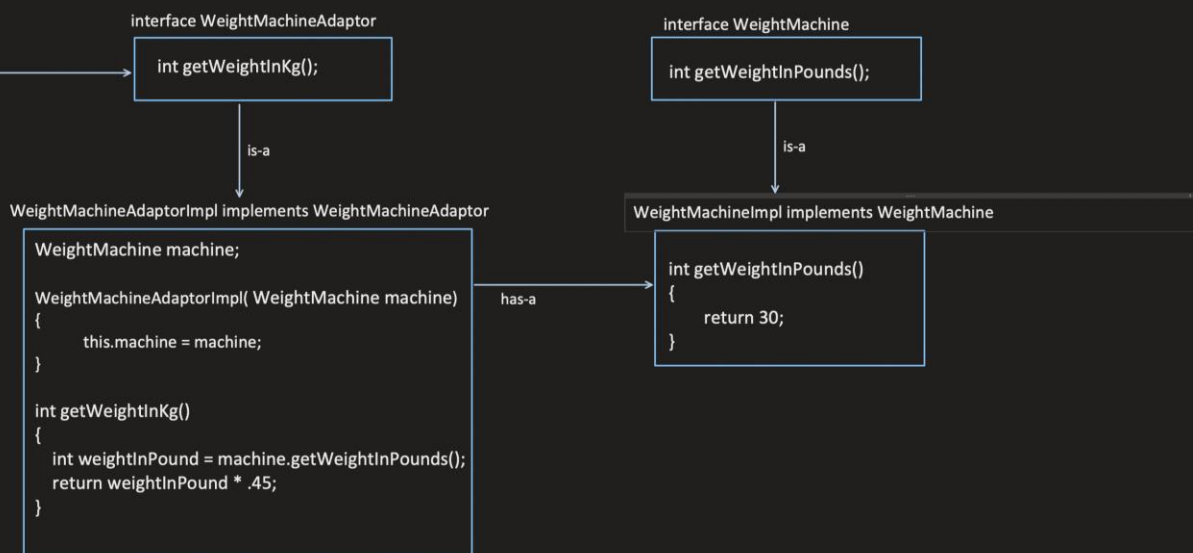 interface WeightMachineAdaptor
int getWeightInKg();
is-a
WeightMachineAdaptorImpl implements WeightMachineAdaptor
WeightMachine machine;
WeightMachineAdaptorImpl( WeightMachine machine)
{
this.machine = machine;
}
int getWeightInKg()
{
int weightInPound = machine.getWeightInPounds();
return weightInPound * .45;
}
has-a
interface WeightMachine
int getWeightInPounds();
is-a
WeightMachineImpl implements WeightMachine
int getWeightInPounds()
{
return 30;
}